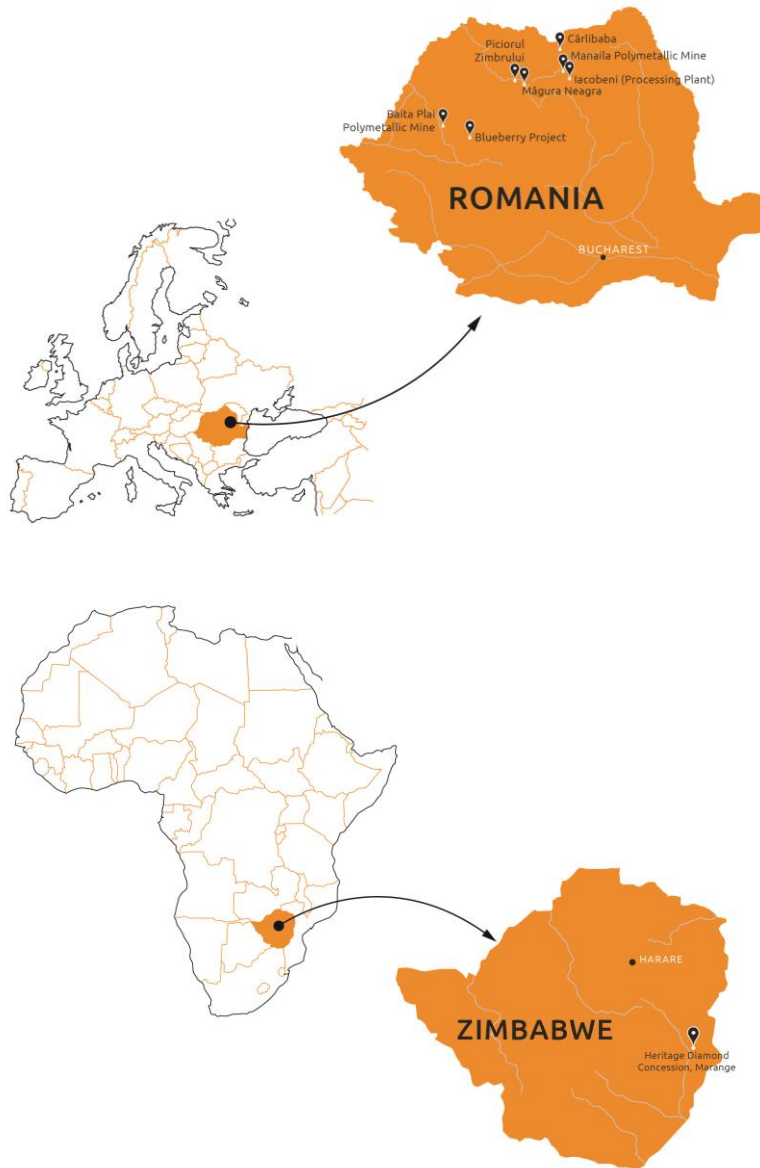 Cârlibaba
Piciorul
Zimbrului
Manaila Polymetallic Mine
Iacobeni (Processing Plant)
Măgura Neagra
Baita Plai
Polymetallic Mine
Blueberry Project
ROMANIA
BUCHAREST
HARARE
ZIMBABWE
Heritage Diamond
Concession, Marange